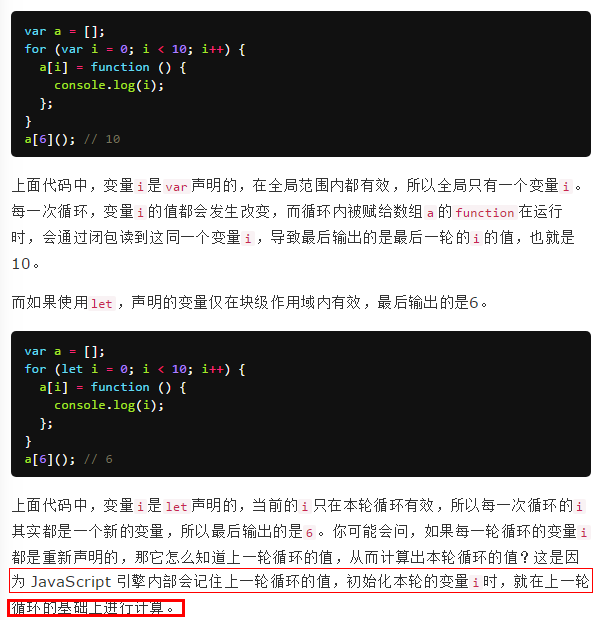 var a = [];
for (var i = 0; i < 10; i++) {
  a[i] = function () {
    console.log(i);
  };
}
a[6](); // 10
上面代码中，变量i是var声明的，在全局范围内都有效，所以全局只有一个变量i。
每一次循环，变量i的值都会发生改变，而循环内被赋给数组a的function在运行
时，会通过闭包读到这同一个变量i，导致最后输出的是最后一轮的i的值，也就是
10。
而如果使用let，声明的变量仅在块级作用域内有效，最后输出的是6。
var a = [];
for (let i = 0; i < 10; i++) {
  a[i] = function () {
    console.log(i);
  };
}
a[6](); // 6
上面代码中，变量i是let声明的，当前的i只在本轮循环有效，所以每一次循环的i
其实都是一个新的变量，所以最后输出的是6。你可能会问，如果每一轮循环的变量i
都是重新声明的，那它怎么知道上一轮循环的值，从而计算出本轮循环的值？这是因
为 JavaScript 引擎内部会记住上一轮循环的值，初始化本轮的变量i时，就在上一轮
循环的基础上进行计算。